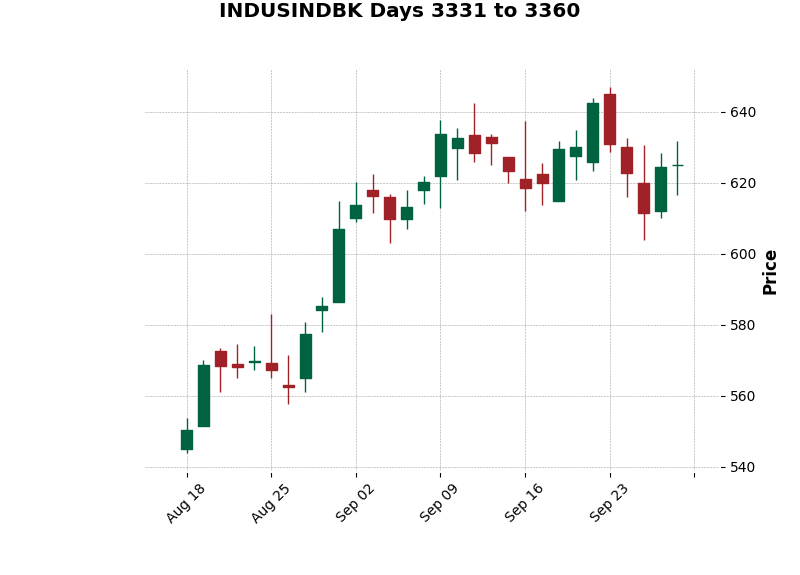 INDUSINDBK Days 3331 to 3360
640
620
600
580
560
540
Price
Aug 18
Aug 25
Sep 02
Sep 09
Sep 16
Sep 23